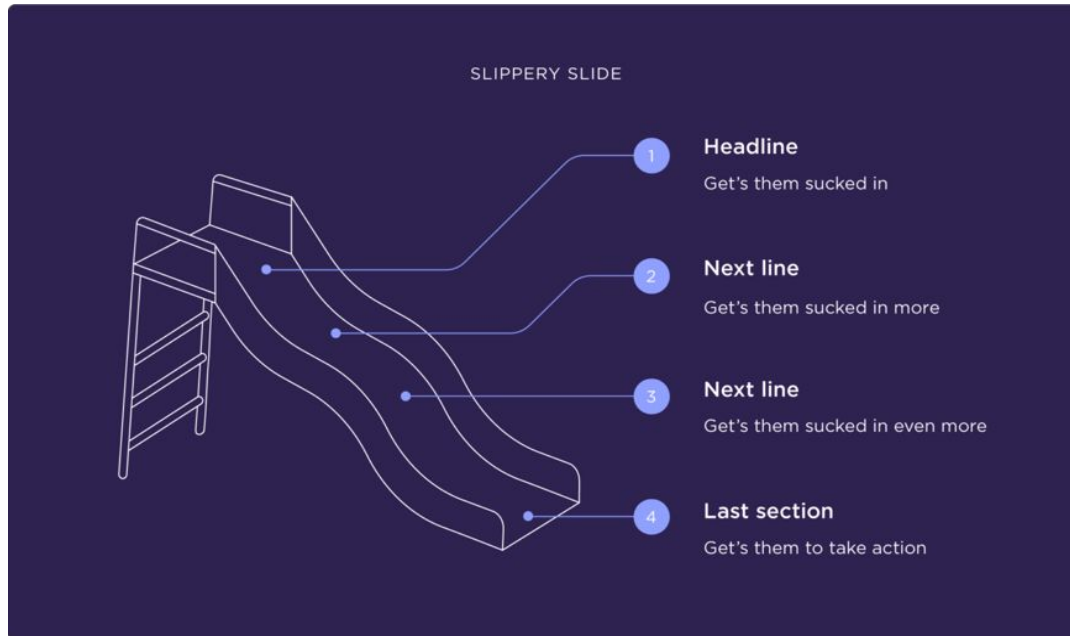 SLIPPERY SLIDE
1
Headline
Get's them sucked in
2
Next line
Get's them sucked in more
3
Next line
Get's them sucked in even more
4
Last section
Get's them to take action